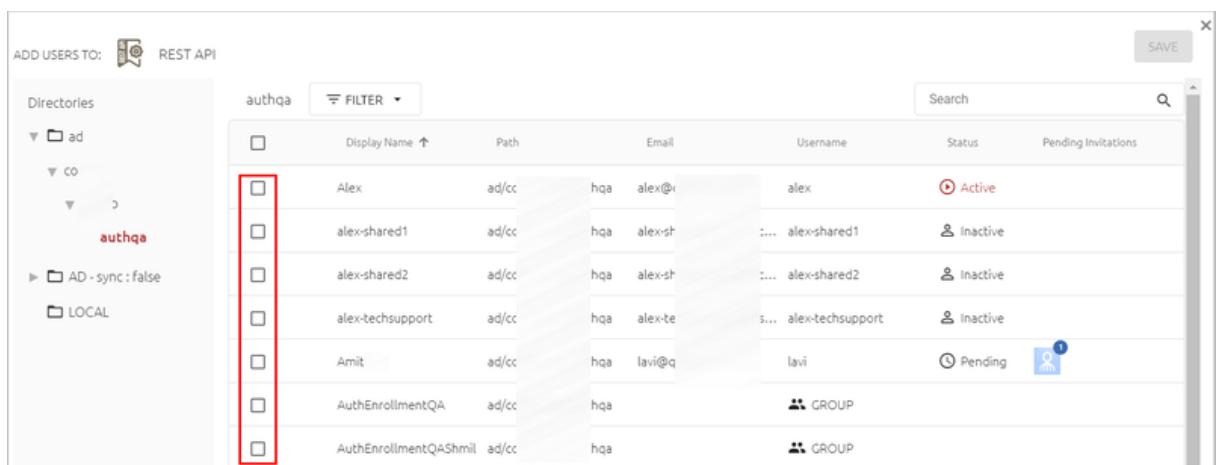 ADD USERS TO: REST API
SAVE
Directories
ad
co
authqa
AD - sync : false
LOCAL
authqa FILTER Search
Display Name Path Email Username Status Pending Invitations
Alex ad/cc hqa alex@ alex Active
alex-shared1 ad/cc hqa alex-sh :... alex-shared1 Inactive
alex-shared2 ad/cc hqa alex-sh :... alex-shared2 Inactive
alex-techsupport ad/cc hqa alex-te s... alex-techsupport Inactive
Amit ad/cc hqa lavi@q lavi Pending 1
AuthEnrollmentQA ad/cc hqa GROUP
AuthEnrollmentQAShmil ad/cc hqa GROUP